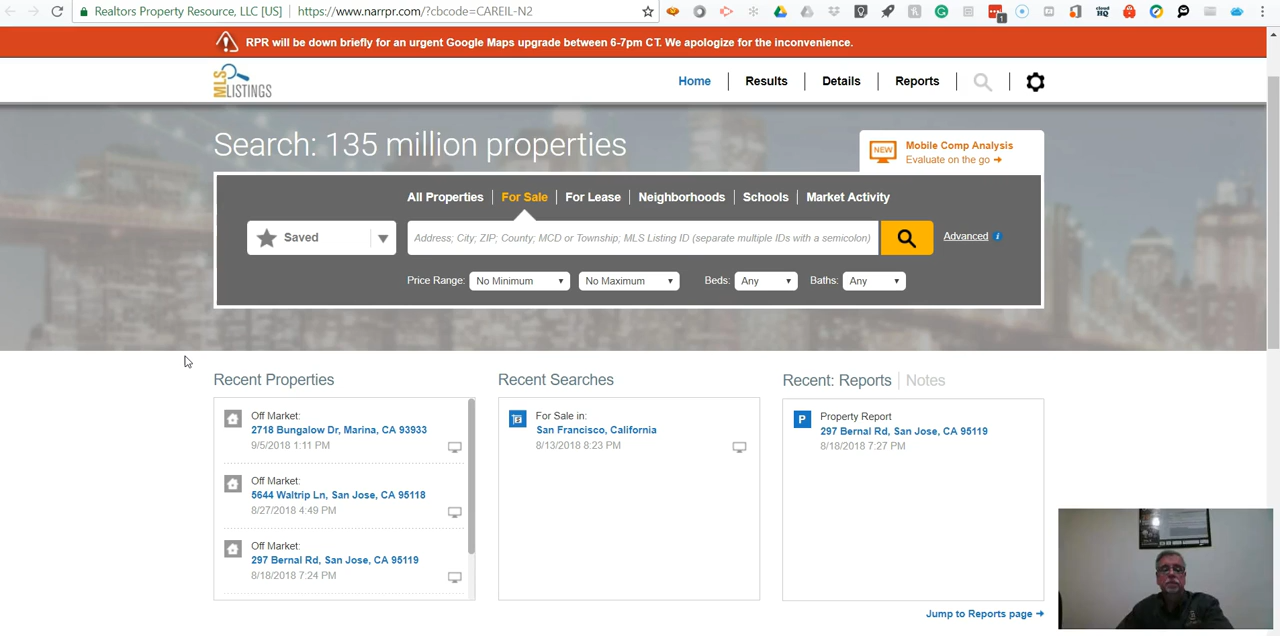 Realtors Property Resource, LLC [US] https://www.narrpr.com/?cbcode=CAREIL-N2
RPR will be down briefly for an urgent Google Maps upgrade between 6-7pm CT. We apologize for the inconvenience.
MLS LISTINGS
Home Results Details Reports
Search: 135 million properties
NEW Mobile Comp Analysis
Evaluate on the go →
All Properties For Sale For Lease Neighborhoods Schools Market Activity
Saved
Address; City; ZIP; County; MCD or Township; MLS Listing ID (separate multiple IDs with a semicolon)
Advanced i
Price Range: No Minimum No Maximum Beds: Any Baths: Any
Recent Properties
Off Market:
2718 Bungalow Dr, Marina, CA 93933
9/5/2018 1:11 PM
Off Market:
5644 Waltrip Ln, San Jose, CA 95118
8/27/2018 4:49 PM
Off Market:
297 Bernal Rd, San Jose, CA 95119
8/18/2018 7:24 PM
Recent Searches
For Sale in:
San Francisco, California
8/13/2018 8:23 PM
Recent: Reports Notes
P Property Report
297 Bernal Rd, San Jose, CA 95119
8/18/2018 7:27 PM
Jump to Reports page →